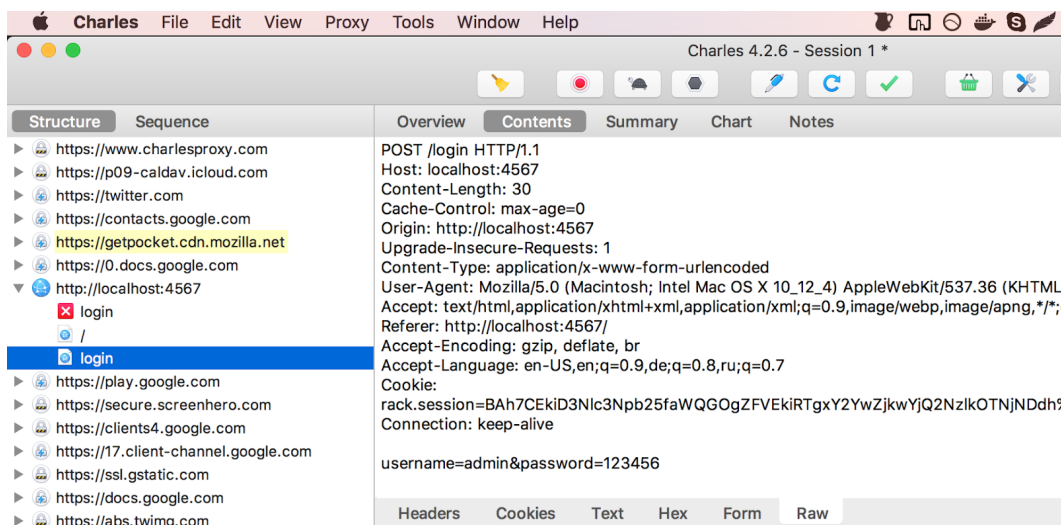 Charles File Edit View Proxy Tools Window Help
Charles 4.2.6 - Session 1 *
Structure Sequence
Overview Contents Summary Chart Notes
https://www.charlesproxy.com
https://p09-caldav.icloud.com
https://twitter.com
https://contacts.google.com
https://getpocket.cdn.mozilla.net
https://0.docs.google.com
http://localhost:4567
login
/
login
https://play.google.com
https://secure.screenhero.com
https://clients4.google.com
https://17.client-channel.google.com
https://ssl.gstatic.com
https://docs.google.com
https://abs.twimg.com
POST /login HTTP/1.1
Host: localhost:4567
Content-Length: 30
Cache-Control: max-age=0
Origin: http://localhost:4567
Upgrade-Insecure-Requests: 1
Content-Type: application/x-www-form-urlencoded
User-Agent: Mozilla/5.0 (Macintosh; Intel Mac OS X 10_12_4) AppleWebKit/537.36 (KHTML
Accept: text/html,application/xhtml+xml,application/xml;q=0.9,image/webp,image/apng,*/*;
Referer: http://localhost:4567/
Accept-Encoding: gzip, deflate, br
Accept-Language: en-US,en;q=0.9,de;q=0.8,ru;q=0.7
Cookie:
rack.session=BAh7CEkiD3Nlc3Npb25faWQGOgZFVEkiRTgxY2YwZjkwYjQ2NzlkOTNjNDdh%
Connection: keep-alive
username=admin&password=123456
Headers Cookies Text Hex Form Raw